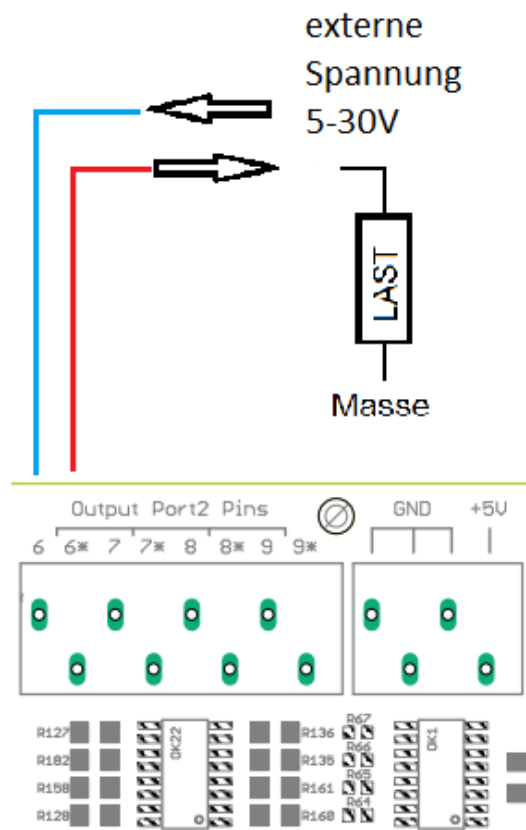 externe
Spannung
5-30V
LAST
Masse
Output Port2 Pins
GND
+5V
6 6* 7 7* 8 8* 9 9*
R127
R182
R158
R128
OK22
R136
R135
R161
R160
R67
R66
R65
R64
OK1